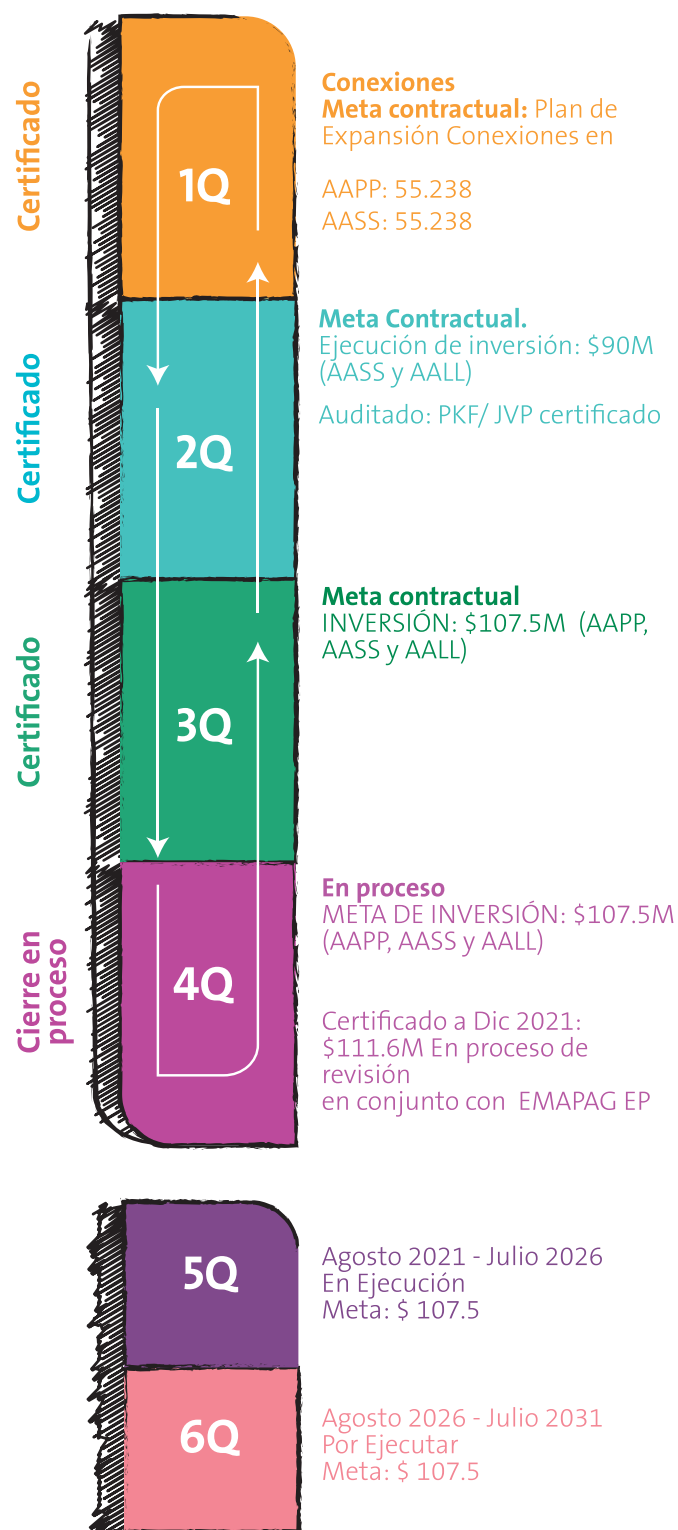 Certificado
1Q
Conexiones
Meta contractual: Plan de
Expansión Conexiones en
AAPP: 55.238
AASS: 55.238
Certificado
2Q
Meta Contractual.
Ejecución de inversión: $90M
(AASS y AALL)
Auditado: PKF/ JVP certificado
Certificado
3Q
Meta contractual
INVERSIÓN: $107.5M (AAPP,
AASS y AALL)
Cierre en
proceso
4Q
En proceso
META DE INVERSIÓN: $107.5M
(AAPP, AASS y AALL)
Certificado a Dic 2021:
$111.6M En proceso de
revisión
en conjunto con EMAPAG EP
5Q
Agosto 2021 - Julio 2026
En Ejecución
Meta: $ 107.5
6Q
Agosto 2026 - Julio 2031
Por Ejecutar
Meta: $ 107.5